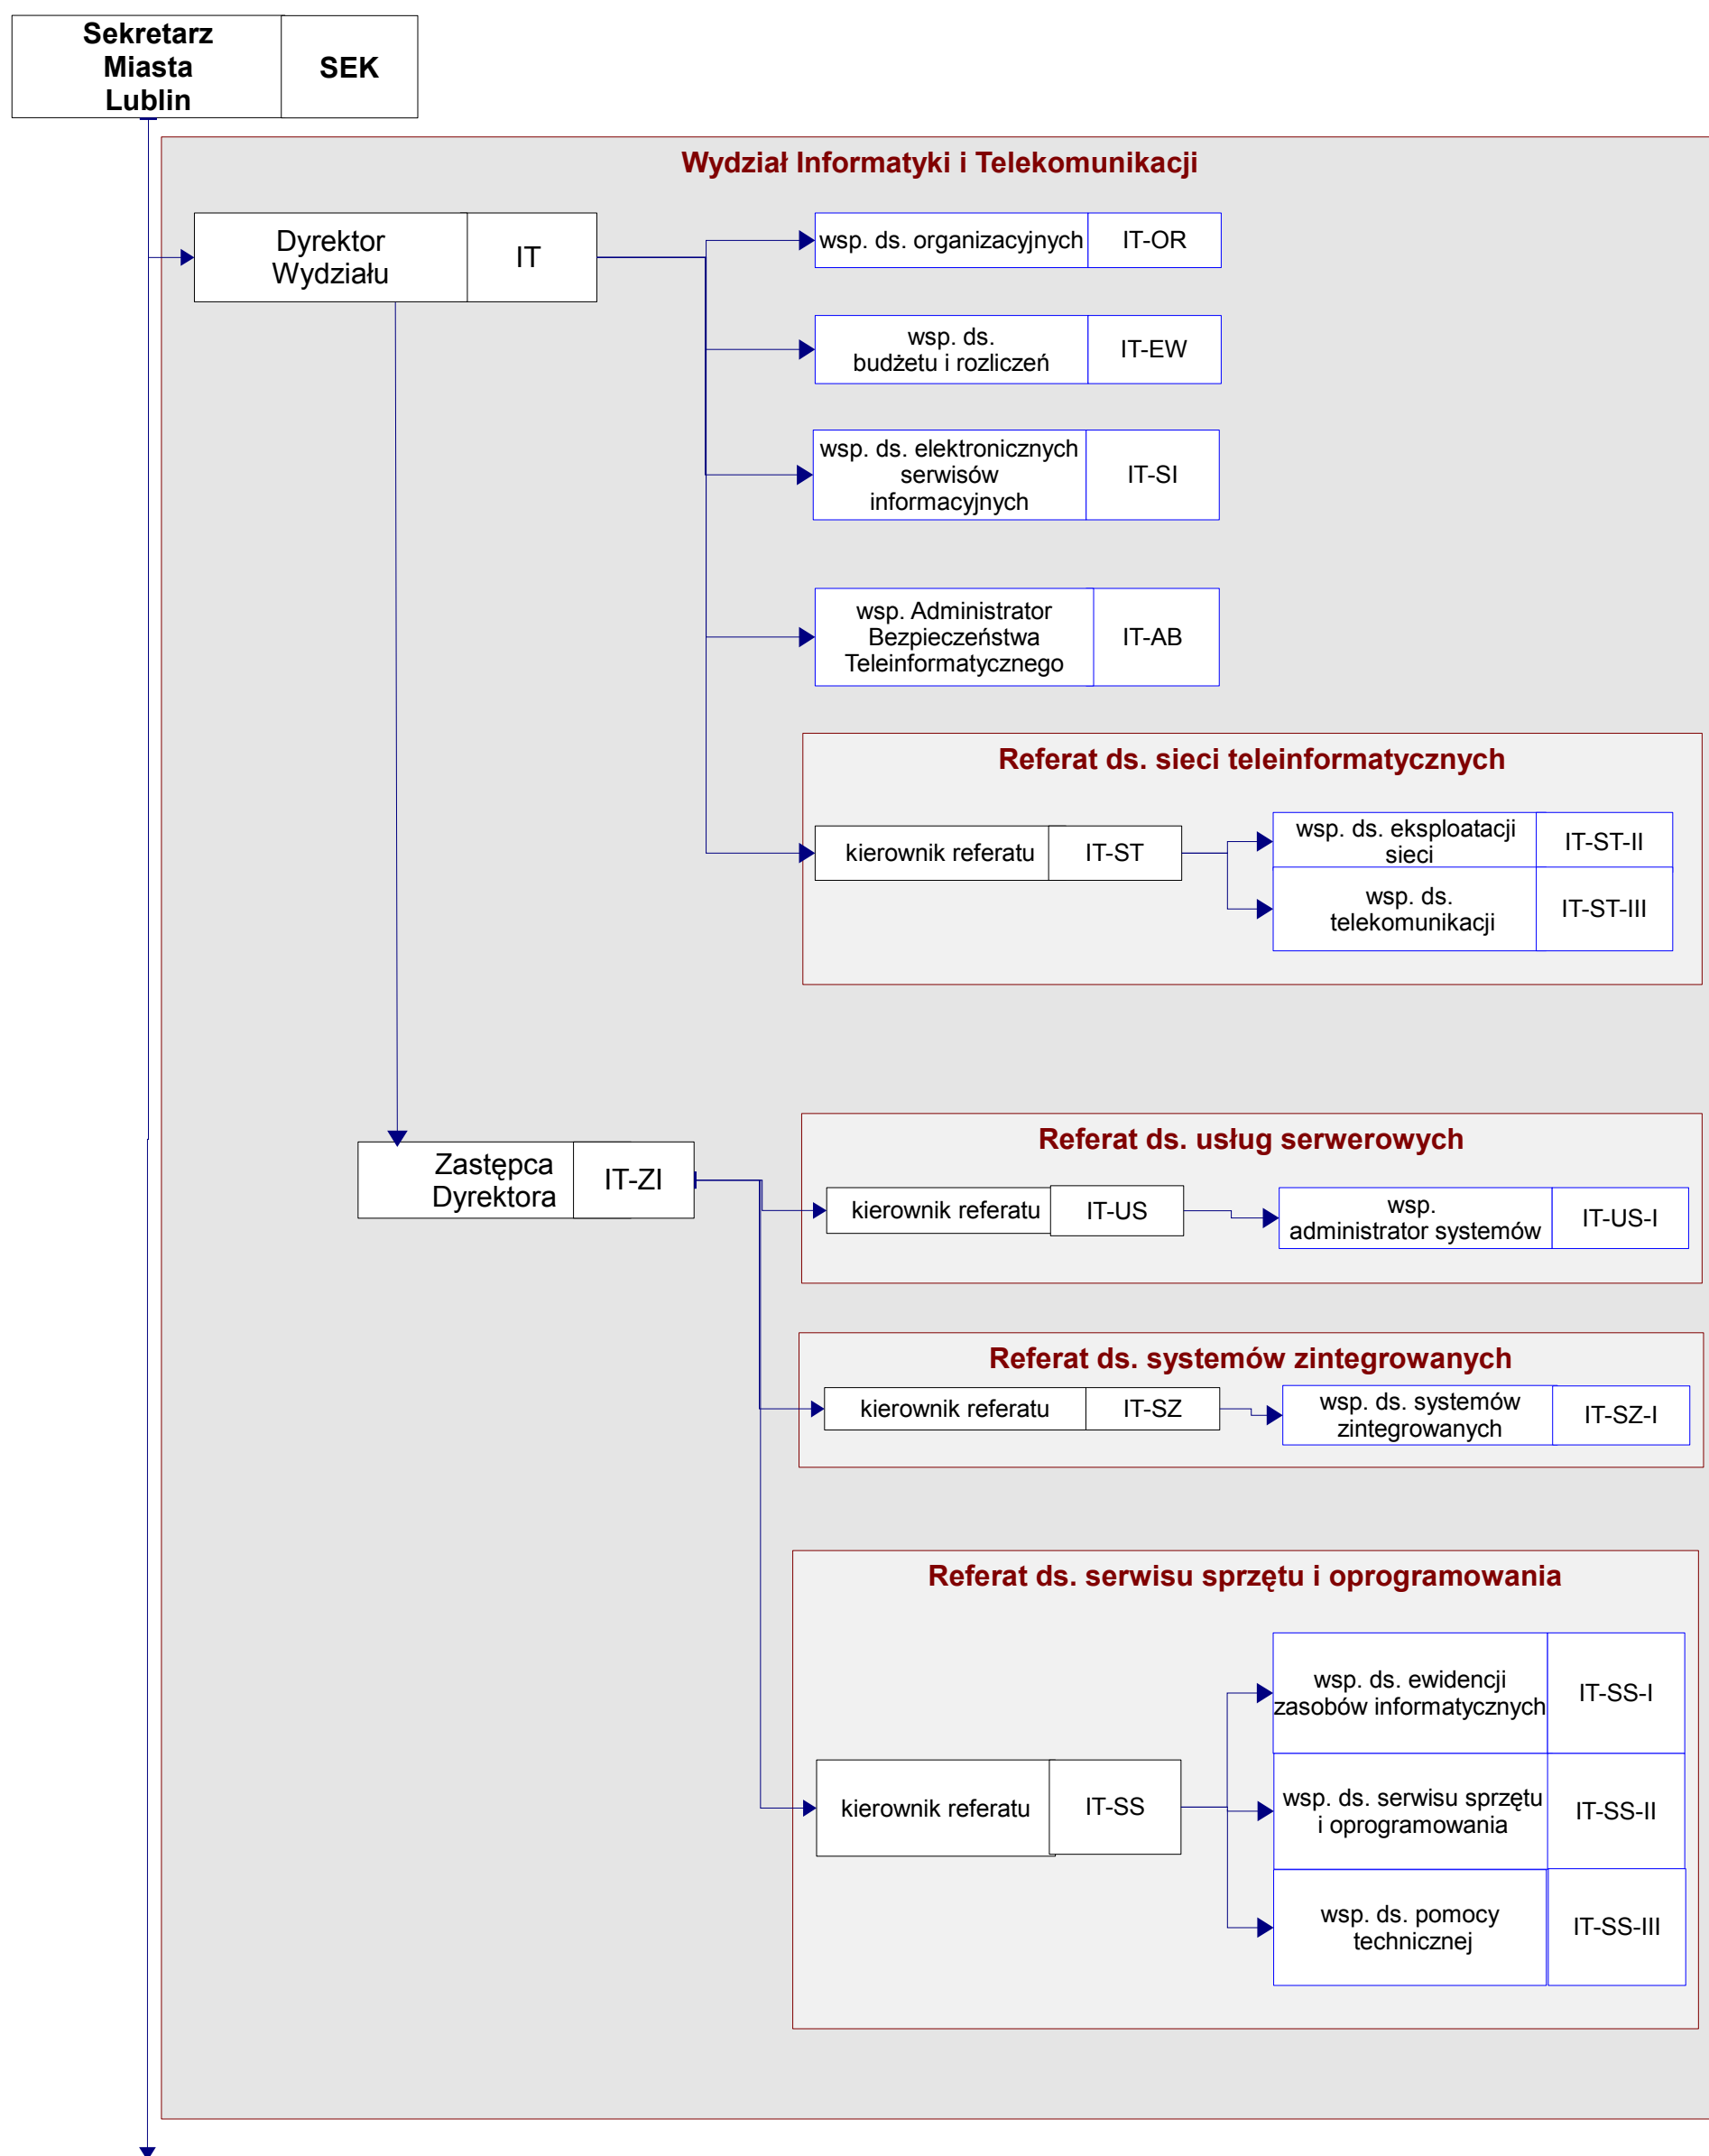 Sekretarz
Miasta
Lublin
SEK
Wydział Informatyki i Telekomunikacji
Dyrektor
Wydziału
IT
wsp. ds. organizacyjnych
IT-OR
wsp. ds.
budżetu i rozliczeń
IT-EW
wsp. ds. elektronicznych
serwisów
informacyjnych
IT-SI
wsp. Administrator
Bezpieczeństwa
Teleinformatycznego
IT-AB
Referat ds. sieci teleinformatycznych
kierownik referatu
IT-ST
wsp. ds. eksploatacji
sieci
IT-ST-II
wsp. ds.
telekomunikacji
IT-ST-III
Zastępca
Dyrektora
IT-ZI
Referat ds. usług serwerowych
kierownik referatu
IT-US
wsp.
administrator systemów
IT-US-I
Referat ds. systemów zintegrowanych
kierownik referatu
IT-SZ
wsp. ds. systemów
zintegrowanych
IT-SZ-I
Referat ds. serwisu sprzętu i oprogramowania
kierownik referatu
IT-SS
wsp. ds. ewidencji
zasobów informatycznych
IT-SS-I
wsp. ds. serwisu sprzętu
i oprogramowania
IT-SS-II
wsp. ds. pomocy
technicznej
IT-SS-III